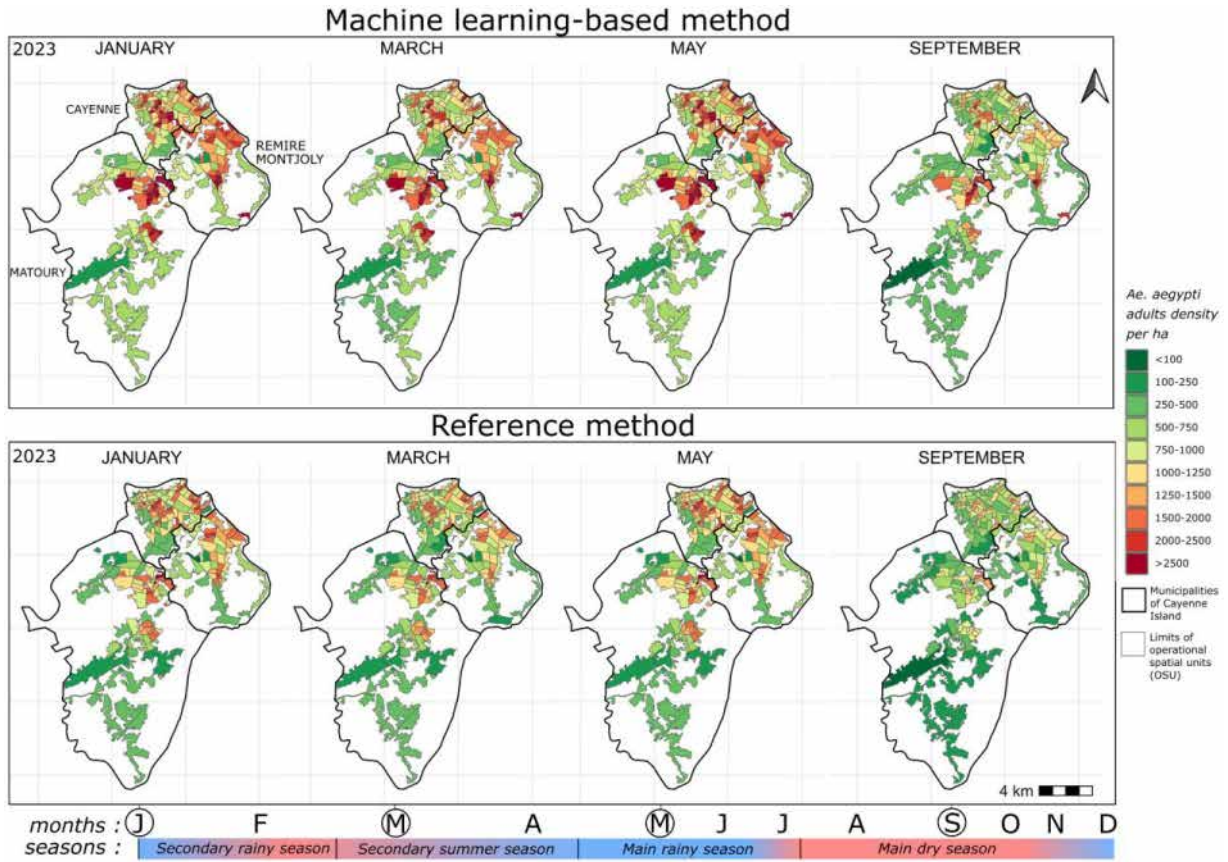 Machine learning-based method
2023 JANUARY MARCH MAY SEPTEMBER
CAYENNE
REMIRE
MONTJOLY
MATOURY
Reference method
2023 JANUARY MARCH MAY SEPTEMBER
4 km
Ae. aegypti
adults density
per ha
<100
100-250
250-500
500-750
750-1000
1000-1250
1250-1500
1500-2000
2000-2500
>2500
Municipalities
of Cayenne
Island
Limits of
operational
spatial units
(OSU)
months : J F M A M J J A S O N D
seasons : Secondary rainy season Secondary summer season Main rainy season Main dry season